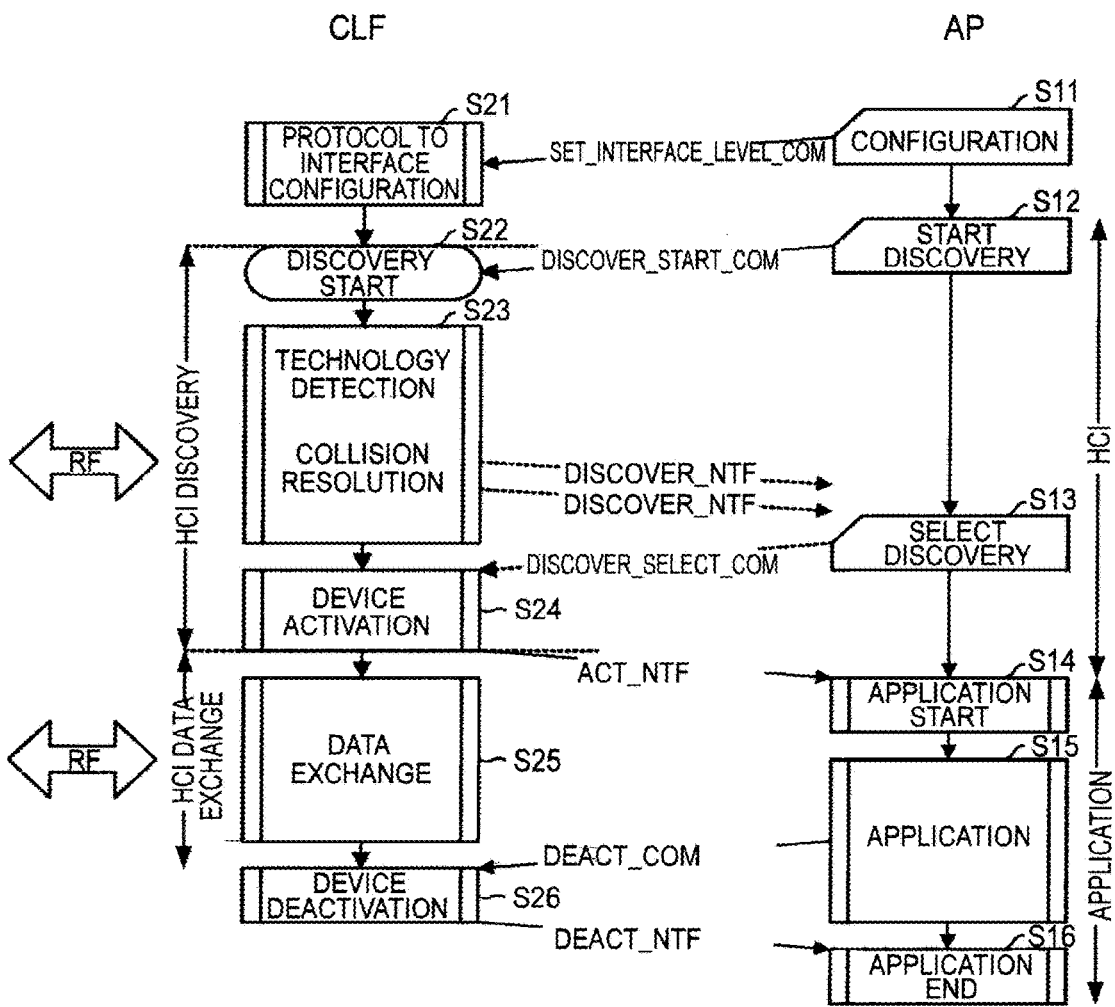 CLF
AP
S21
S11
PROTOCOL TO
INTERFACE
CONFIGURATION
SET_INTERFACE_LEVEL_COM
CONFIGURATION
S22
S12
DISCOVERY
START
DISCOVER_START_COM
START
DISCOVERY
S23
TECHNOLOGY
DETECTION
COLLISION
RESOLUTION
RF
HCI DISCOVERY
HCI
DISCOVER_NTF
DISCOVER_NTF
S13
SELECT
DISCOVERY
DISCOVER_SELECT_COM
DEVICE
ACTIVATION
S24
ACT_NTF
S14
APPLICATION
START
RF
HCI DATA
EXCHANGE
DATA
EXCHANGE
S25
S15
APPLICATION
APPLICATION
DEACT_COM
DEVICE
DEACTIVATION
S26
DEACT_NTF
S16
APPLICATION
END